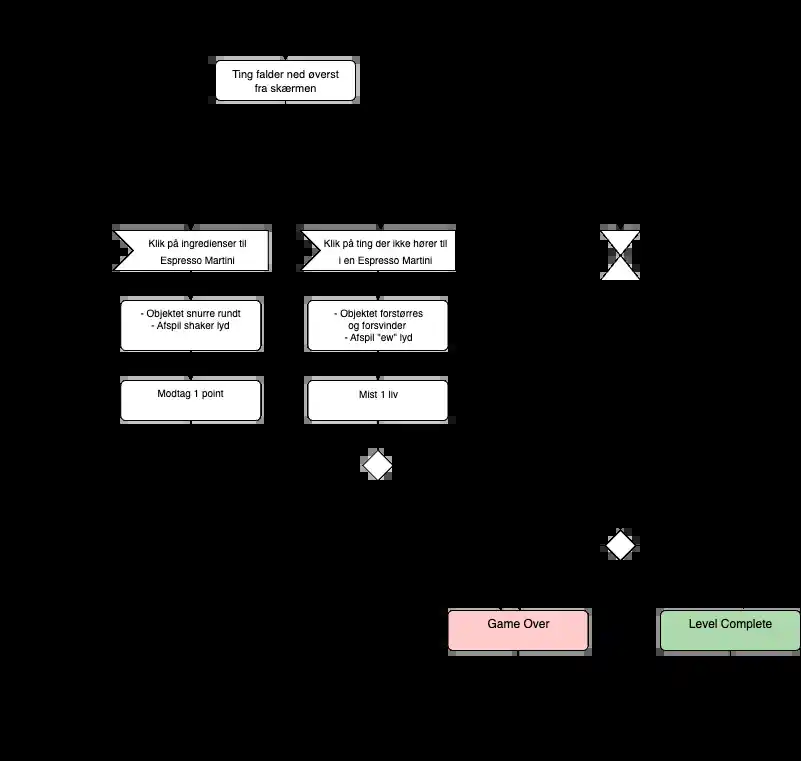 Ting falder ned øverst
fra skærmen
Klik på ingredienser til
Espresso Martini
Klik på ting der ikke hører til
i en Espresso Martini
- Objektet snurre rundt
- Afspil shaker lyd
- Objektet forstørres
og forsvinder
- Afspil "ew" lyd
Modtag 1 point
Mist 1 liv
Game Over
Level Complete